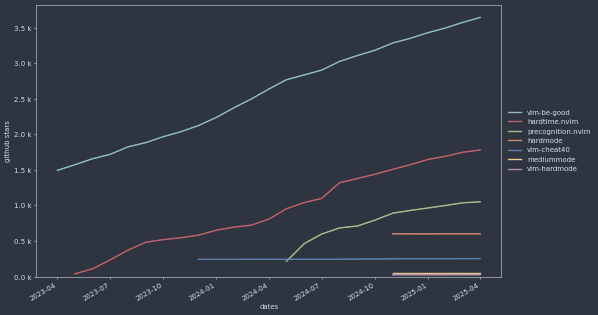 3.5 k
3.0 k
2.5 k
2.0 k
1.5 k
1.0 k
0.5 k
0.0 k
github stars
2023-04
2023-07
2023-10
2024-01
2024-04
2024-07
2024-10
2025-01
2025-04
dates
vim-be-good
hardtime.nvim
precognition.nvim
hardmode
vim-cheat40
mediummode
vim-hardmode